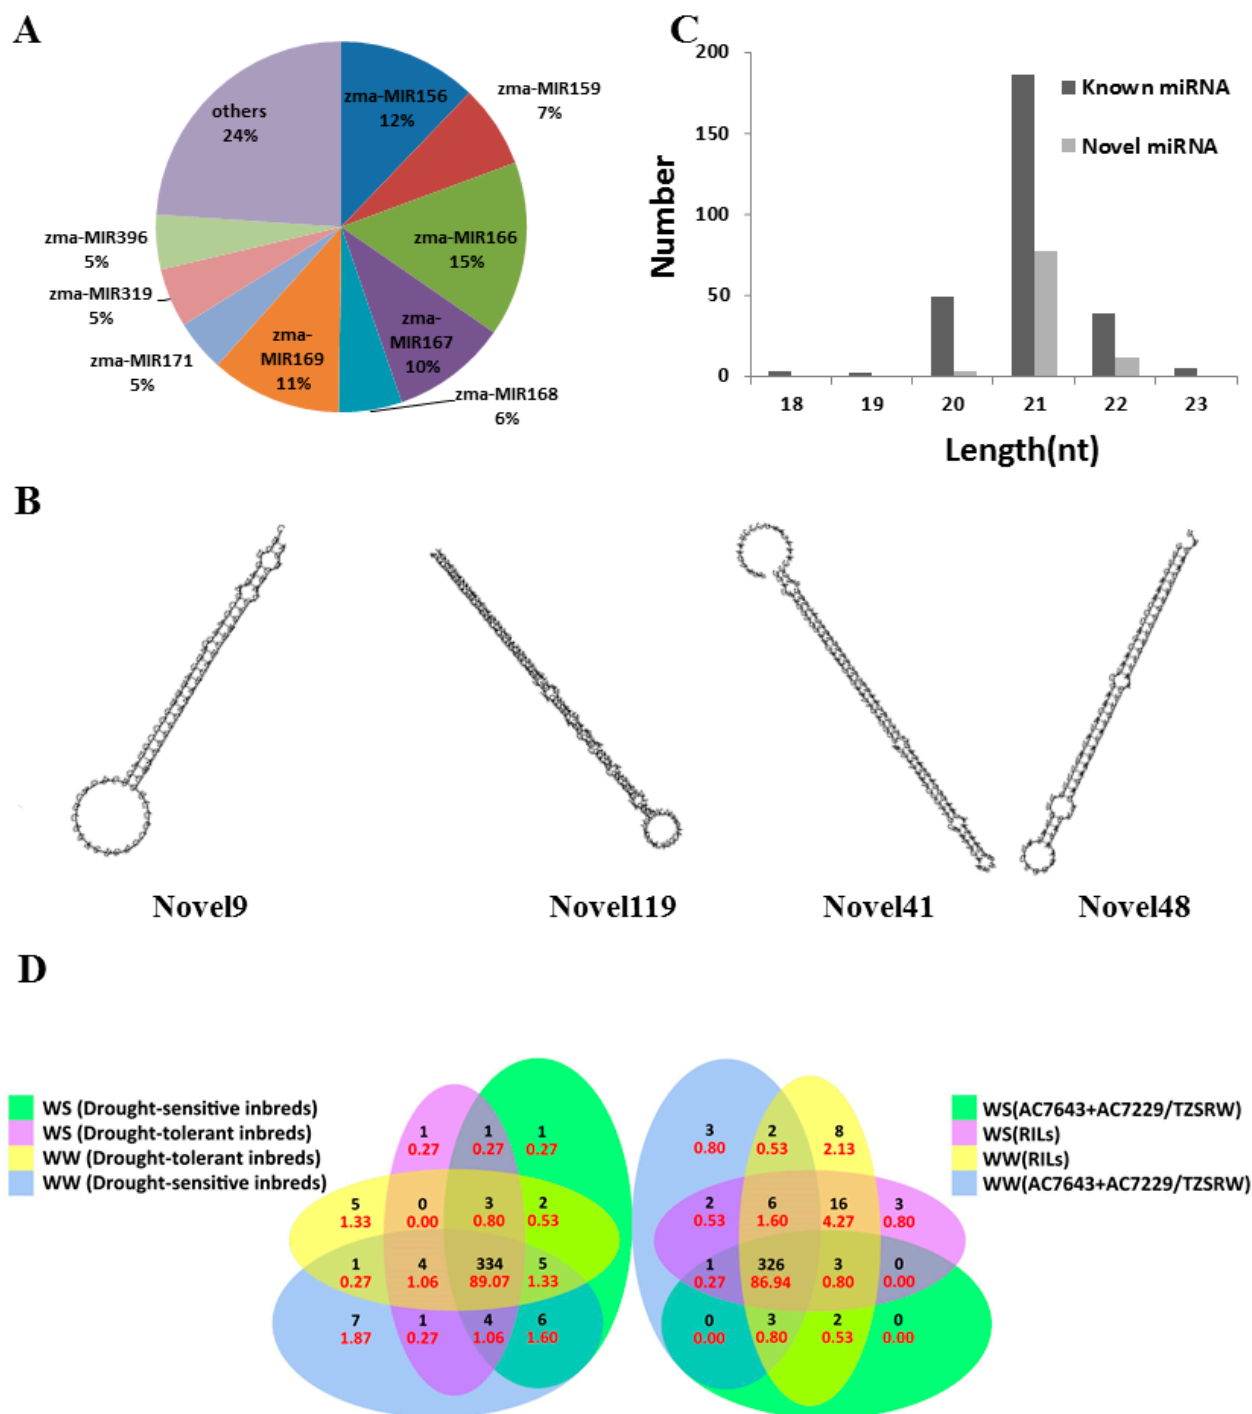 A
others
24%
zma-MIR156
12%
zma-MIR159
7%
zma-MIR166
15%
zma-
MIR167
10%
zma-MIR168
6%
zma-
MIR169
11%
zma-MIR171
5%
zma-MIR319
5%
zma-MIR396
5%
C
200
150
100
50
0
Number
Known miRNA
Novel miRNA
18 19 20 21 22 23
Length(nt)
B
Novel9 Novel119 Novel41 Novel48
D
WS (Drought-sensitive inbreds)
WS (Drought-tolerant inbreds)
WW (Drought-tolerant inbreds)
WW (Drought-sensitive inbreds)
1 1 1
0.27 0.27 0.27
5 0 3 2
1.33 0.00 0.80 0.53
1 4 334 5
0.27 1.06 89.07 1.33
7 1 4 6
1.87 0.27 1.06 1.60
3 2 8
0.80 0.53 2.13
2 6 16 3
0.53 1.60 4.27 0.80
1 326 3 0
0.27 86.94 0.80 0.00
0 3 2 0
0.00 0.80 0.53 0.00
WS(AC7643+AC7229/TZSRW)
WS(RILs)
WW(RILs)
WW(AC7643+AC7229/TZSRW)